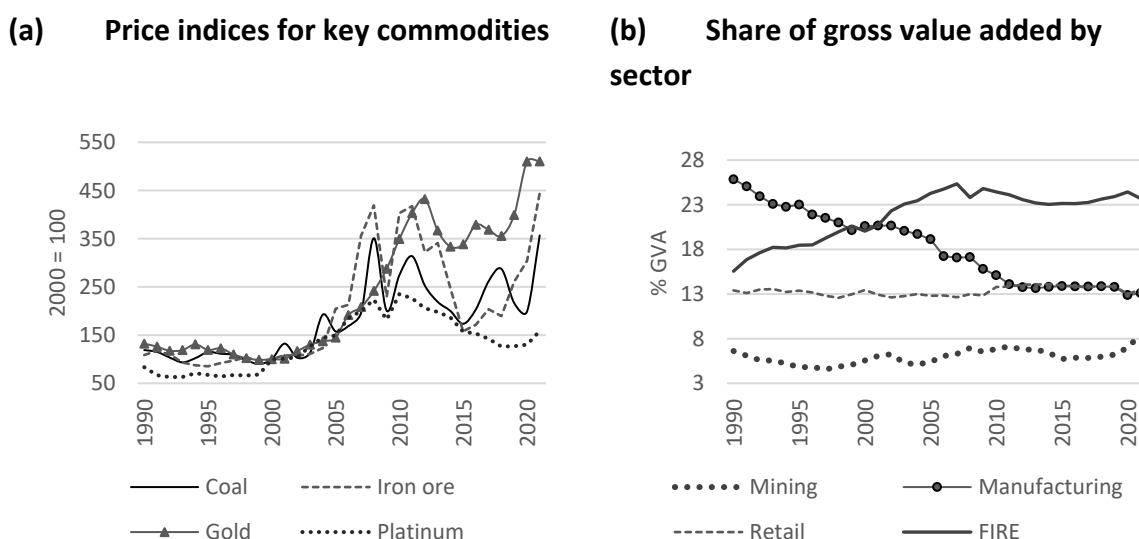 (a) Price indices for key commodities
2000 = 100
550
450
350
250
150
50
1990
1995
2000
2005
2010
2015
2020
Coal
Iron ore
Gold
Platinum
(b) Share of gross value added by
sector
% GVA
28
23
18
13
8
3
1990
1995
2000
2005
2010
2015
2020
Mining
Manufacturing
Retail
FIRE